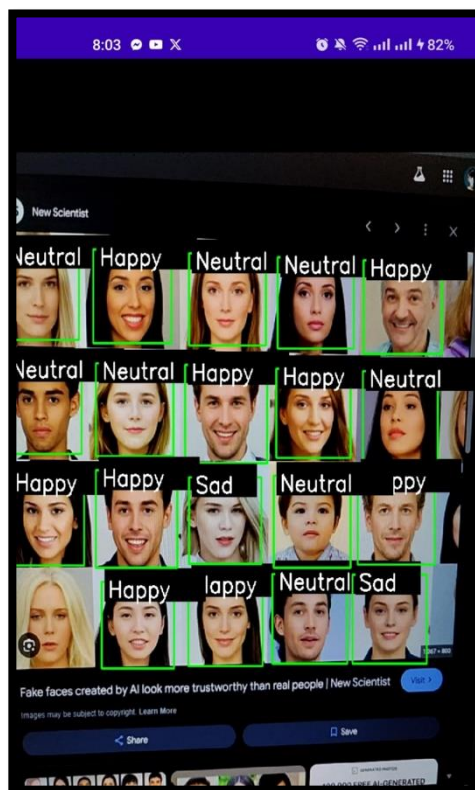 8:03 82%
New Scientist
Neutral Happy Neutral Neutral Happy
Neutral Neutral Happy Happy Neutral
Happy Happy Sad Neutral ppy
Happy lappy Neutral Sad
Fake faces created by AI look more trustworthy than real people | New Scientist
Visit >
Images may be subject to copyright. Learn More
Share Save